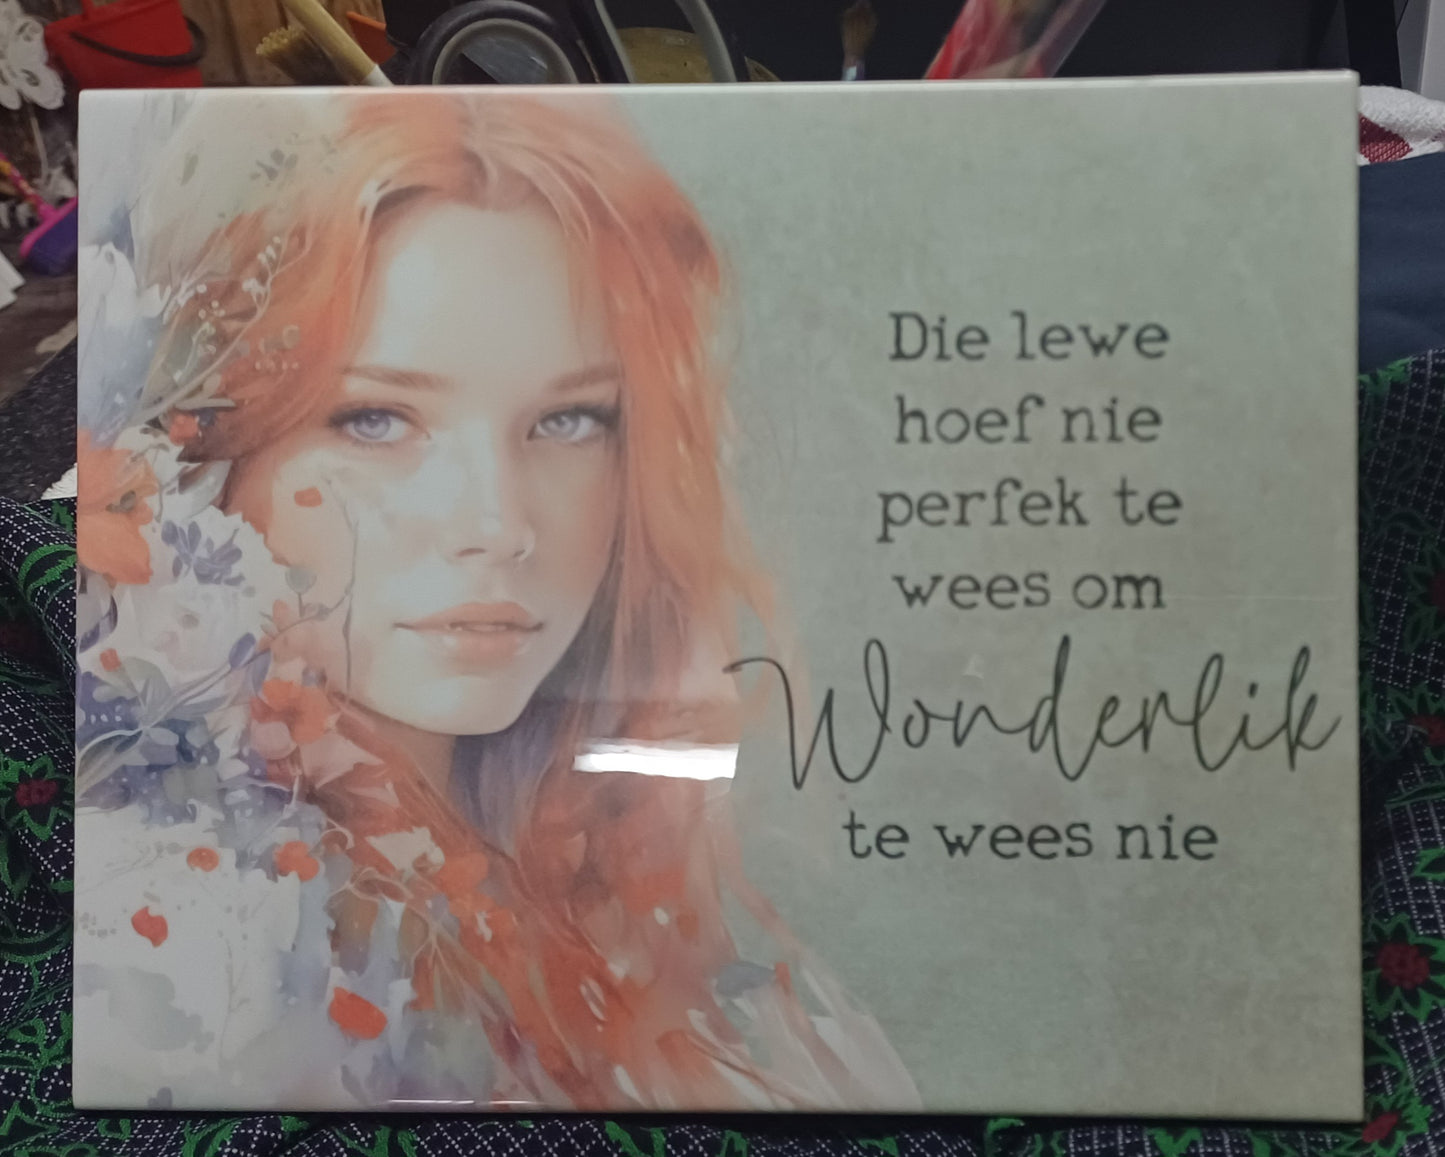 Die lewe
hoef nie
perfek te
wees om
Wonderlik
te wees nie